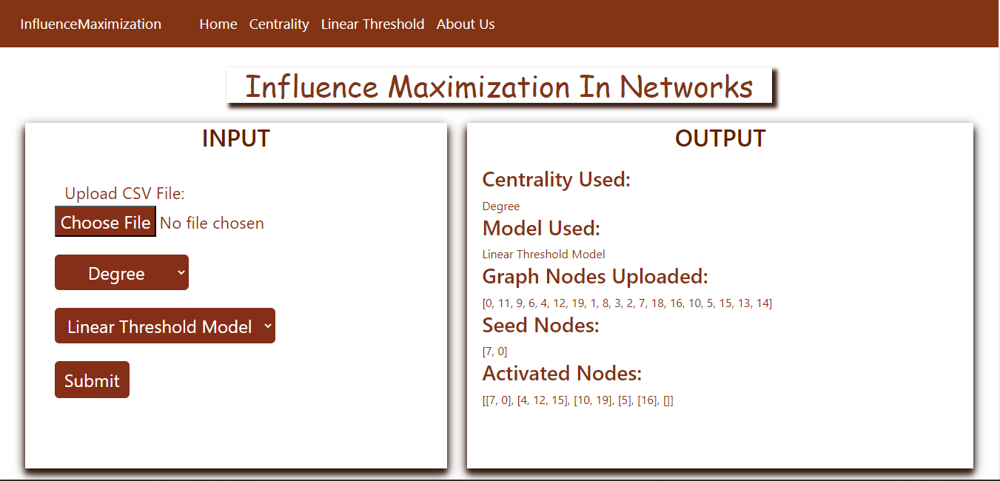 InfluenceMaximization Home Centrality Linear Threshold About Us
Influence Maximization In Networks
INPUT
Upload CSV File:
Choose File No file chosen
Degree
Linear Threshold Model
Submit
OUTPUT
Centrality Used:
Degree
Model Used:
Linear Threshold Model
Graph Nodes Uploaded:
[0, 11, 9, 6, 4, 12, 19, 1, 8, 3, 2, 7, 18, 16, 10, 5, 15, 13, 14]
Seed Nodes:
[7, 0]
Activated Nodes:
[[7, 0], [4, 12, 15], [10, 19], [5], [16], []]